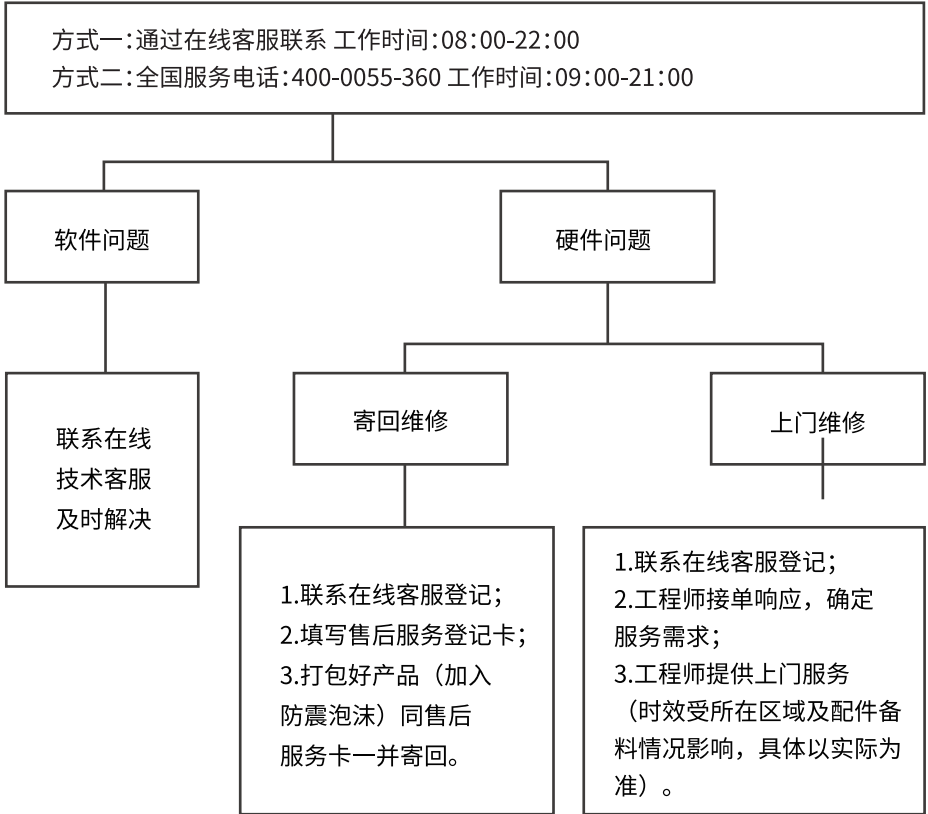 方式一：通过在线客服联系 工作时间：08：00-22：00
方式二：全国服务电话：400-0055-360 工作时间：09：00-21：00
软件问题
硬件问题
联系在线
技术客服
及时解决
寄回维修
上门维修
1.联系在线客服登记；
2.填写售后服务登记卡；
3.打包好产品（加入
防震泡沫）同售后
服务卡一并寄回。
1.联系在线客服登记；
2.工程师接单响应，确定
服务需求；
3.工程师提供上门服务
（时效受所在区域及配件备
料情况影响，具体以实际为
准）。